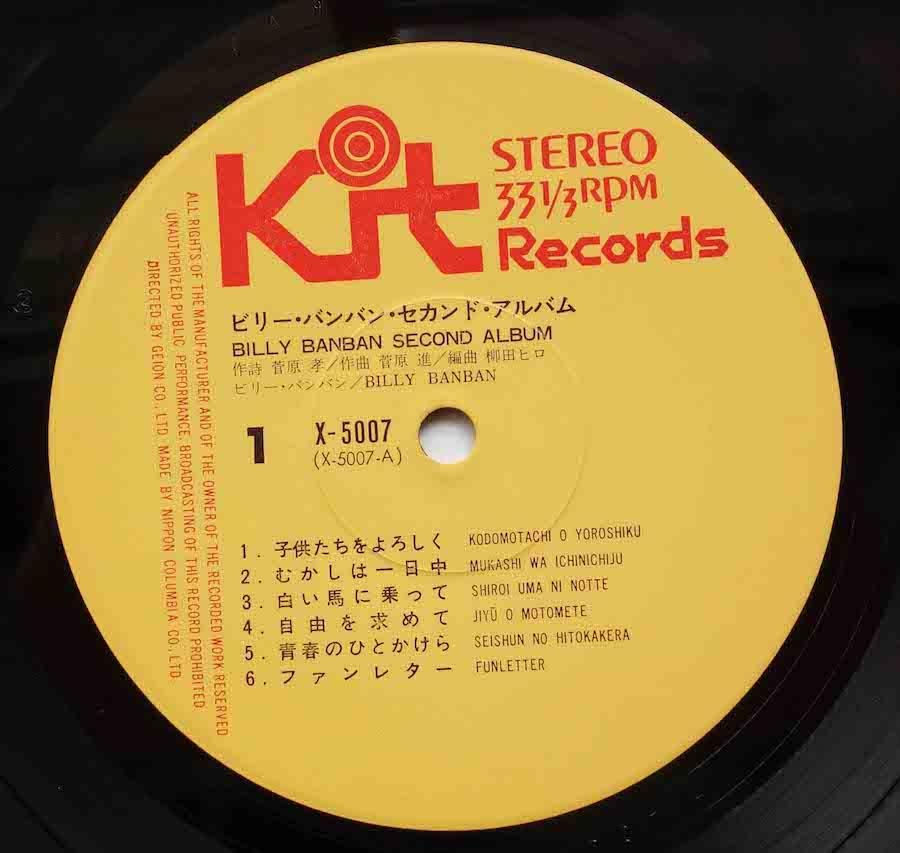 Kit
STEREO
33 1/3 RPM
Records
ビリー・バンバン・セカンド・アルバム
BILLY BANBAN SECOND ALBUM
作詩 菅原 孝／作曲 菅原 進／編曲 柳田ヒロ
ビリー・バンバン／BILLY BANBAN
1
X-5007
(X-5007-A)
1. 子供たちをよろしく KODOMOTACHI O YOROSHIKU
2. むかしは一日中 MUKASHI WA ICHINICHIJU
3. 白い馬に乗って SHIROI UMA NI NOTTE
4. 自由を求めて JIYŪ O MOTOMETE
5. 青春のひとかけら SEISHUN NO HITOKAKERA
6. ファンレター FUNLETTER
ALL RIGHTS OF THE MANUFACTURER AND OF THE OWNER OF THE RECORDED WORK RESERVED
UNAUTHORIZED PUBLIC PERFORMANCE, BROADCASTING OF THIS RECORD PROHIBITED
DIRECTED BY GEION CO., LTD. MADE BY NIPPON COLUMBIA CO., LTD